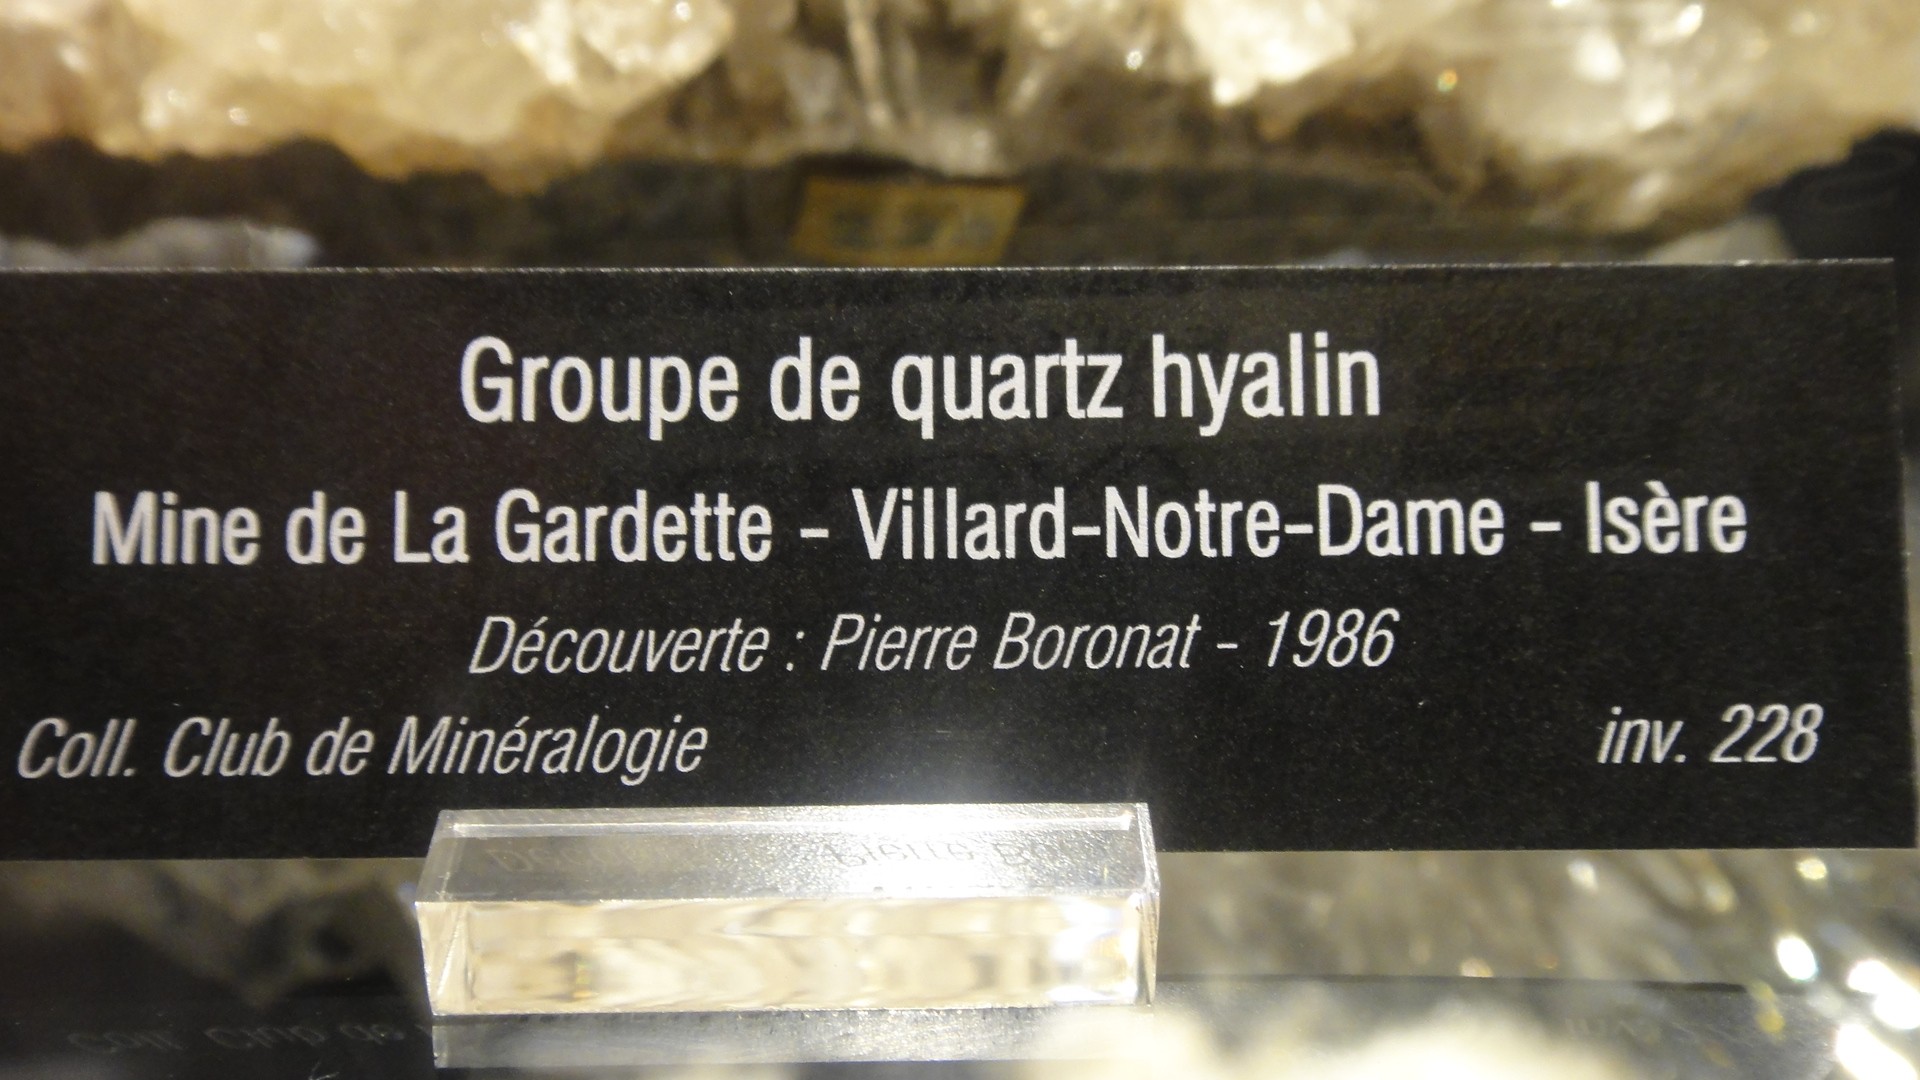 Groupe de quartz hyalin
Mine de La Gardette - Villard-Notre-Dame - Isère
Découverte : Pierre Boronat - 1986
Coll. Club de Minéralogie inv. 228